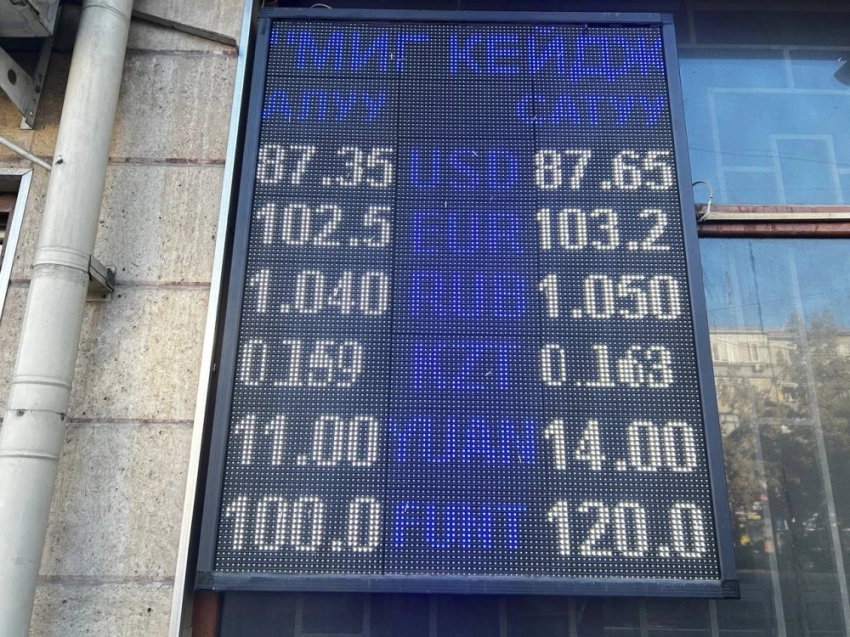 "МИГ КЕЙДЖ
АЛУУ САТУУ
87.35 USD 87.65
102.5 EUR 103.2
1.040 RUB 1.050
0.159 KZT 0.163
11.00 YUAN 14.00
100.0 FUHT 120.0